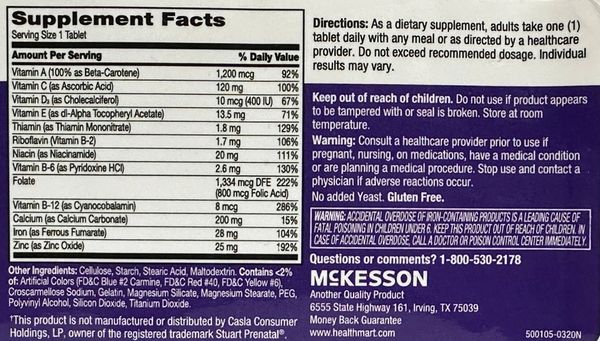 Supplement Facts
Serving Size 1 Tablet
Amount Per Serving % Daily Value
Vitamin A (100% as Beta-Carotene) 1,200 mcg 92%
Vitamin C (as Ascorbic Acid) 120 mg 100%
Vitamin D₃ (as Cholecalciferol) 10 mcg (400 IU) 67%
Vitamin E (as dl-Alpha Tocopheryl Acetate) 13.5 mg 71%
Thiamin (as Thiamin Mononitrate) 1.8 mg 129%
Riboflavin (Vitamin B-2) 1.7 mg 106%
Niacin (as Niacinamide) 20 mg 111%
Vitamin B-6 (as Pyridoxine HCl) 2.6 mg 130%
Folate 1,334 mcg DFE 222%
(800 mcg Folic Acid)
Vitamin B-12 (as Cyanocobalamin) 8 mcg 286%
Calcium (as Calcium Carbonate) 200 mg 15%
Iron (as Ferrous Fumarate) 28 mg 104%
Zinc (as Zinc Oxide) 25 mg 192%
Other Ingredients: Cellulose, Starch, Stearic Acid, Maltodextrin. Contains <2%
of: Artificial Colors (FD&C Blue #2 Carmine, FD&C Red #40, FD&C Yellow #6),
Croscarmellose Sodium, Gelatin, Magnesium Silicate, Magnesium Stearate, PEG,
Polyvinyl Alcohol, Silicon Dioxide, Titanium Dioxide.
†This product is not manufactured or distributed by Casla Consumer
Holdings, LP, owner of the registered trademark Stuart Prenatal®.
Directions: As a dietary supplement, adults take one (1)
tablet daily with any meal or as directed by a healthcare
provider. Do not exceed recommended dosage. Individual
results may vary.
Keep out of reach of children. Do not use if product appears
to be tampered with or seal is broken. Store at room
temperature.
Warning: Consult a healthcare provider prior to use if
pregnant, nursing, on medications, have a medical condition
or are planning a medical procedure. Stop use and contact a
physician if adverse reactions occur.
No added Yeast. Gluten Free.
WARNING: ACCIDENTAL OVERDOSE OF IRON-CONTAINING PRODUCTS IS A LEADING CAUSE OF
FATAL POISONING IN CHILDREN UNDER 6. KEEP THIS PRODUCT OUT OF REACH OF CHILDREN. IN
CASE OF ACCIDENTAL OVERDOSE, CALL A DOCTOR OR POISON CONTROL CENTER IMMEDIATELY.
Questions or comments? 1-800-530-2178
MCKESSON
Another Quality Product
6555 State Highway 161, Irving, TX 75039
Money Back Guarantee
www.healthmart.com 500105-0320N